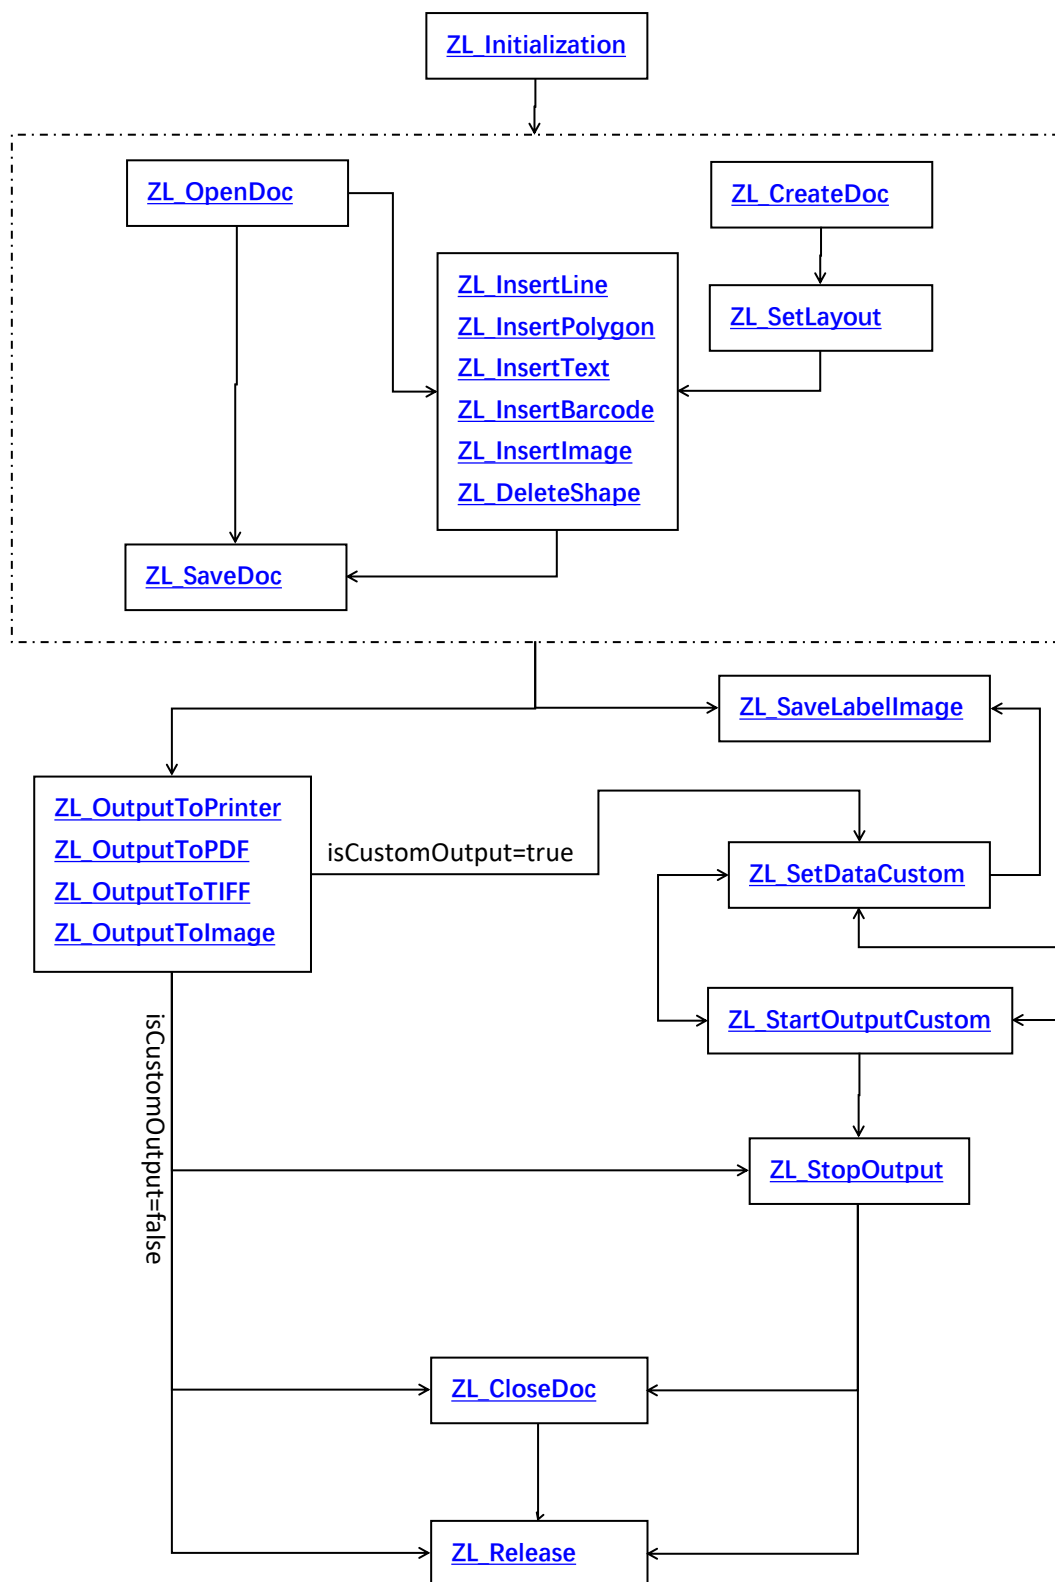 ZL_Initialization
ZL_OpenDoc
ZL_CreateDoc
ZL_InsertLine
ZL_InsertPolygon
ZL_InsertText
ZL_InsertBarcode
ZL_InsertImage
ZL_DeleteShape
ZL_SetLayout
ZL_SaveDoc
ZL_SaveLabelImage
ZL_OutputToPrinter
ZL_OutputToPDF
ZL_OutputToTIFF
ZL_OutputToImage
isCustomOutput=true
ZL_SetDataCustom
ZL_StartOutputCustom
isCustomOutput=false
ZL_StopOutput
ZL_CloseDoc
ZL_Release